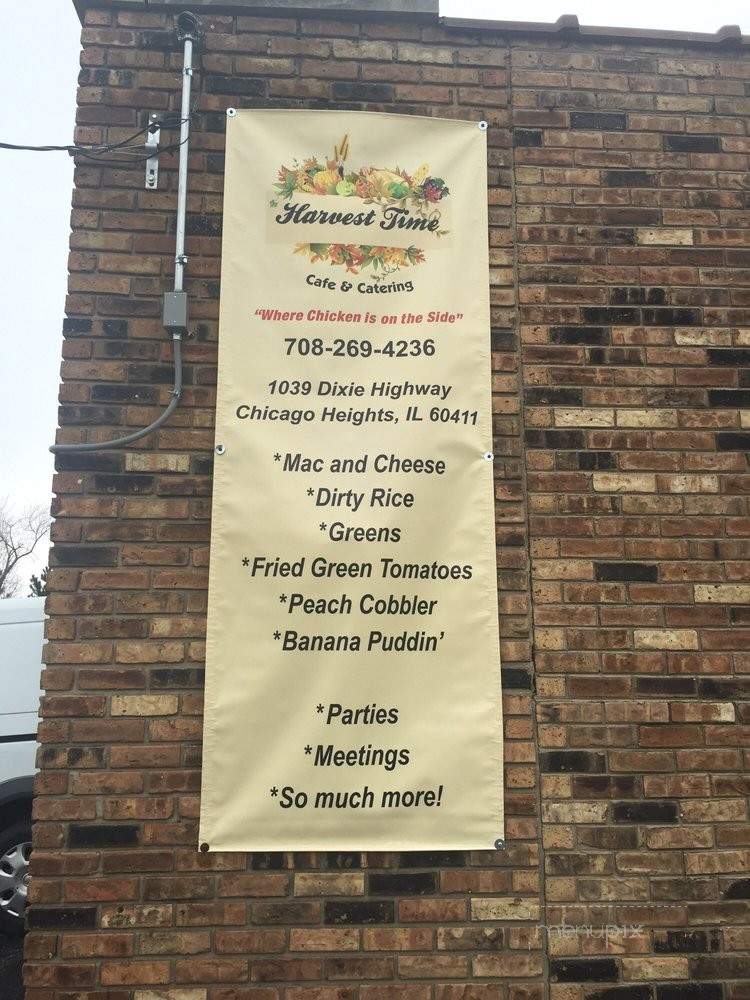 Harvest Time
Cafe & Catering
"Where Chicken is on the Side"
708-269-4236
1039 Dixie Highway
Chicago Heights, IL 60411
*Mac and Cheese
*Dirty Rice
*Greens
*Fried Green Tomatoes
*Peach Cobbler
*Banana Puddin'
*Parties
*Meetings
*So much more!
menupix